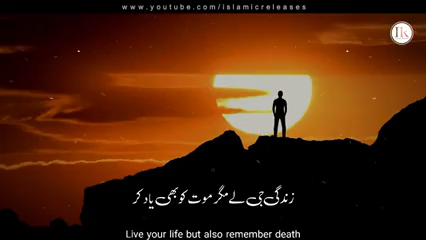 www.youtube.com/islamicreleases
زندگی جی لے مگر موت کو بھی یاد کر
Live your life but also remember death